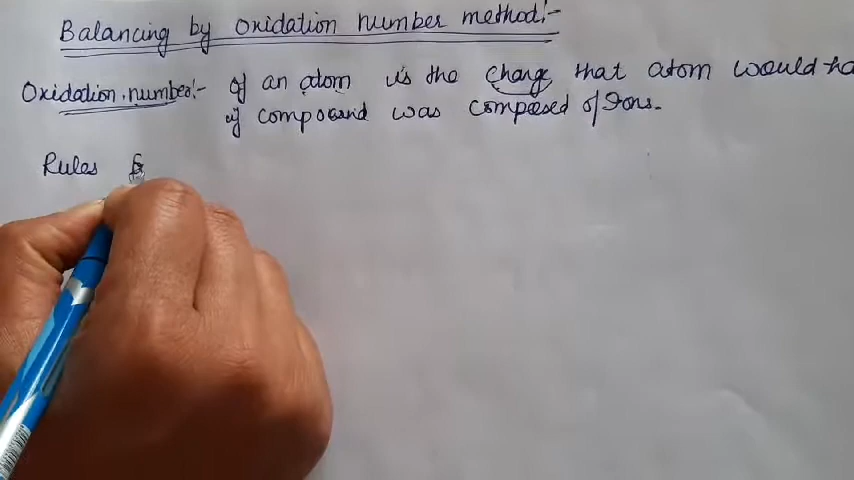 Balancing by oxidation number method:-
Oxidation number:- of an atom is the charge that atom would ha
if compound was composed of Ions.
Rules